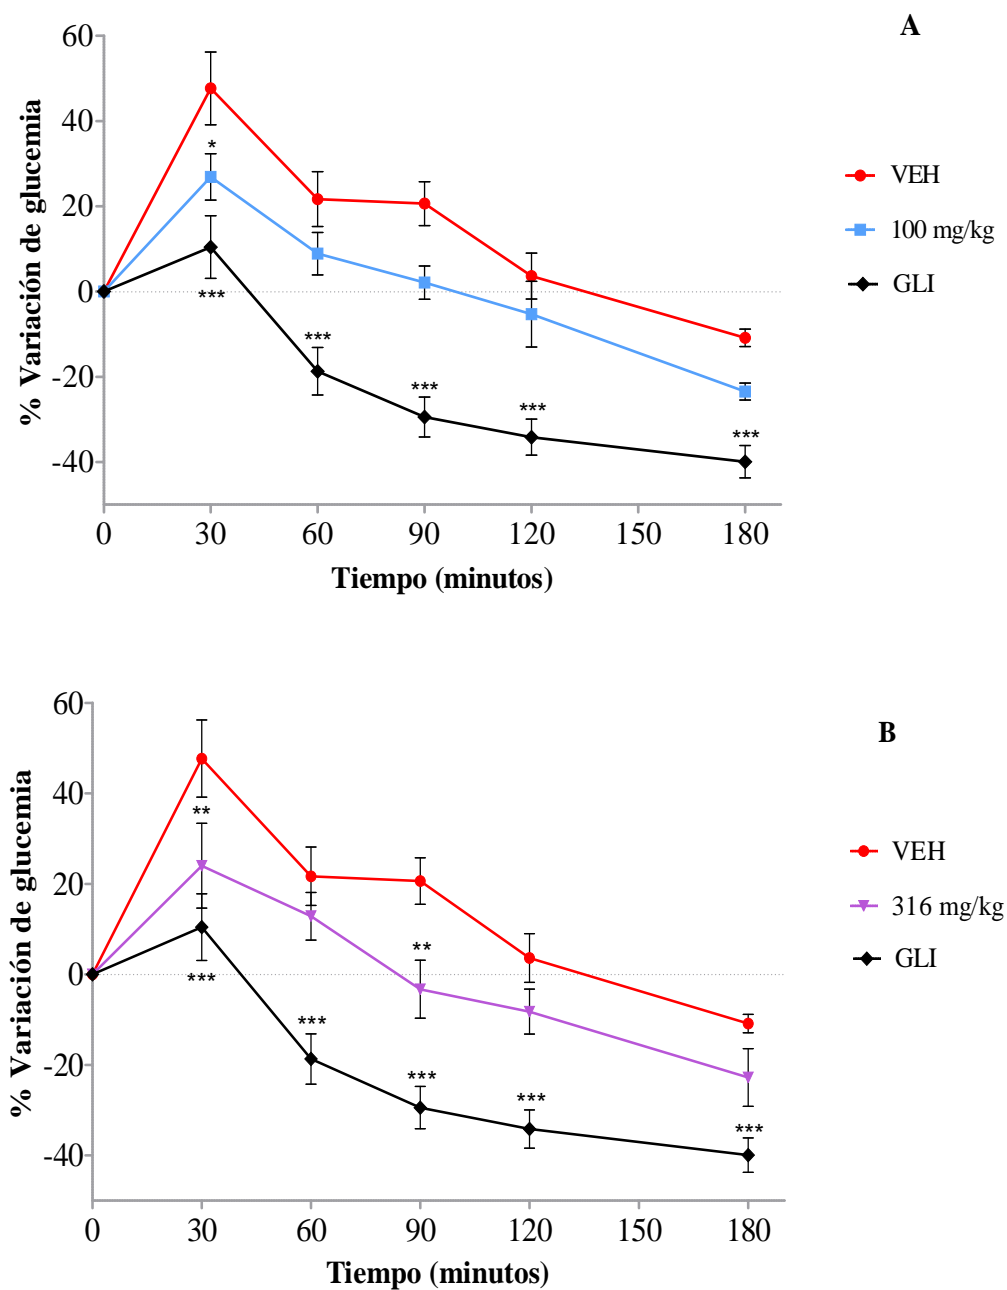 A
60
40
20
0
-20
-40
% Variación de glucemia
*
***
***
***
***
***
VEH
100 mg/kg
GLI
0 30 60 90 120 150 180
Tiempo (minutos)
B
60
40
20
0
-20
-40
% Variación de glucemia
**
***
**
***
***
***
***
VEH
316 mg/kg
GLI
0 30 60 90 120 150 180
Tiempo (minutos)